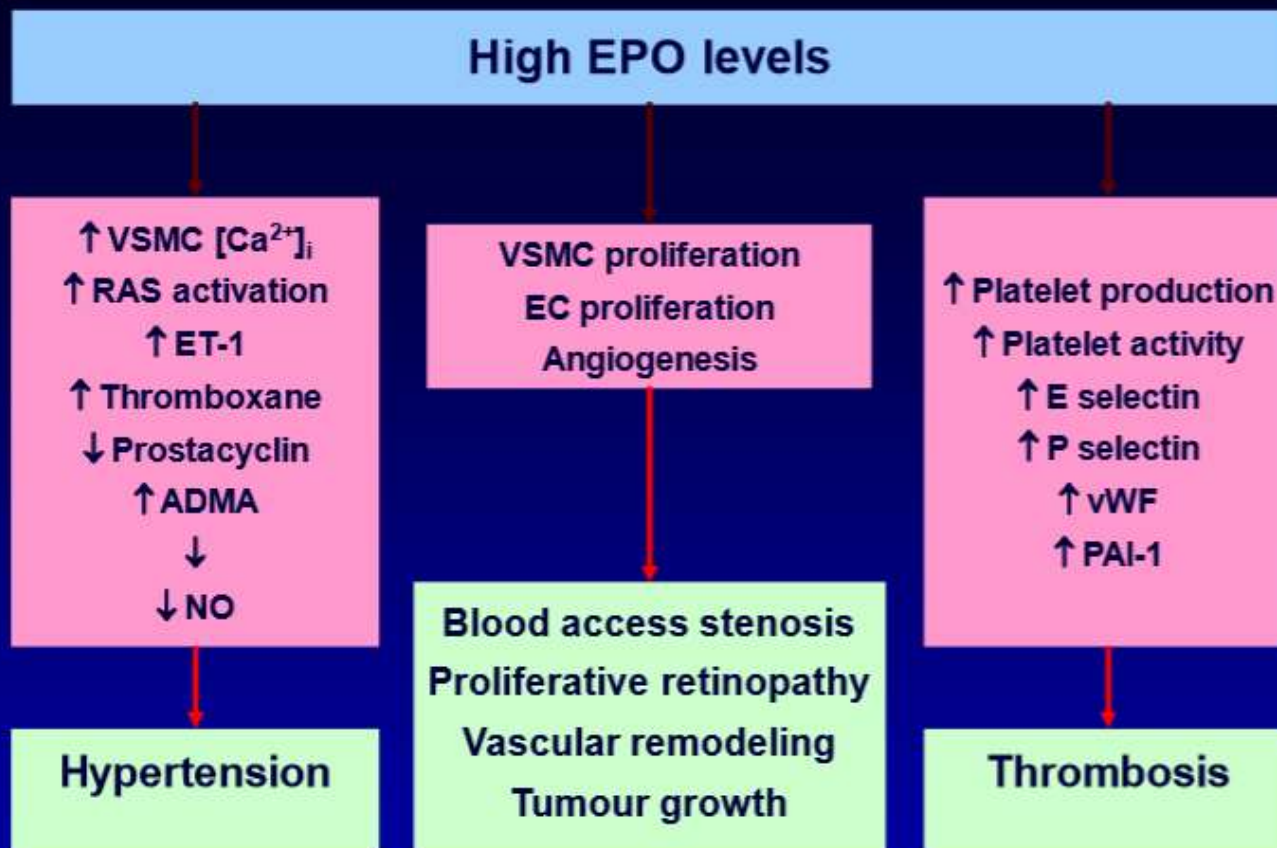 High EPO levels
↑VSMC [Ca²⁺]ᵢ
↑RAS activation
↑ET-1
↑Thromboxane
↓Prostacyclin
↑ADMA
↓
↓NO
Hypertension
VSMC proliferation
EC proliferation
Angiogenesis
Blood access stenosis
Proliferative retinopathy
Vascular remodeling
Tumour growth
↑Platelet production
↑Platelet activity
↑E selectin
↑P selectin
↑vWF
↑PAI-1
Thrombosis